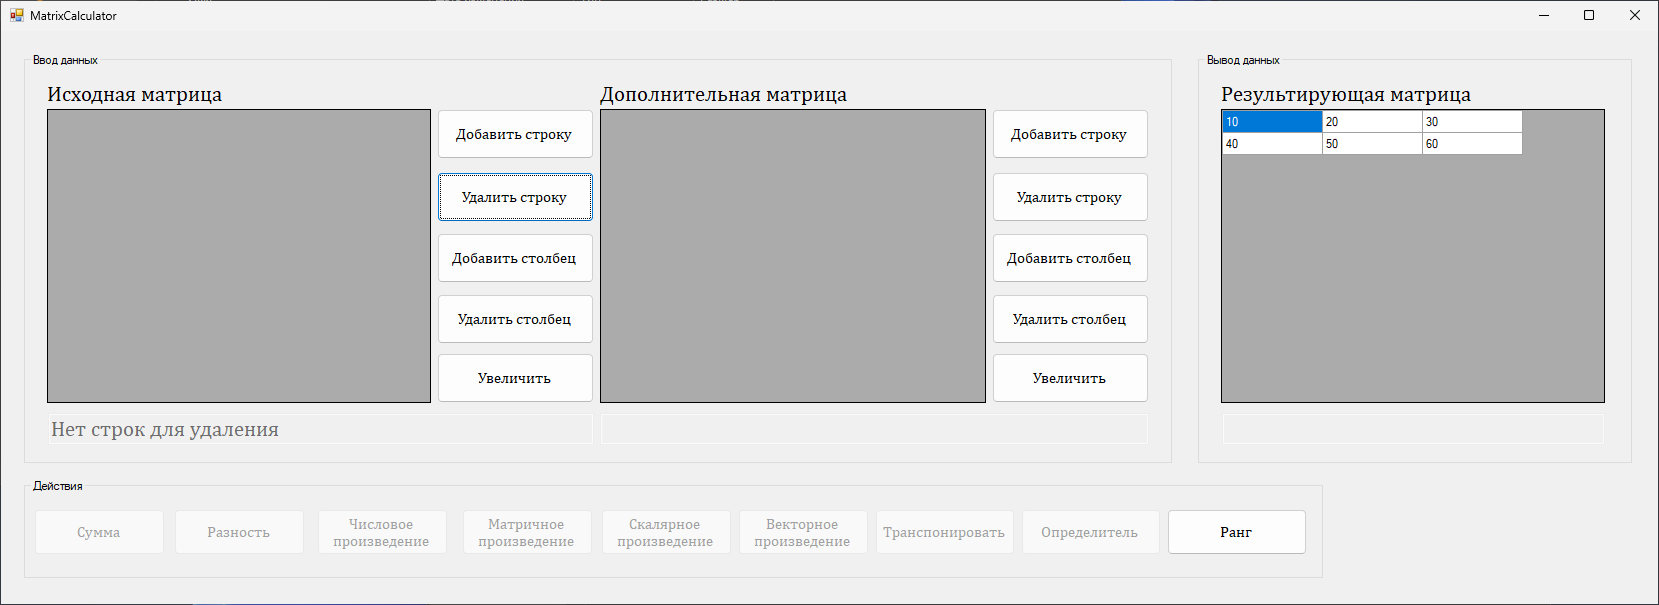 MatrixCalculator
Ввод данных
Исходная матрица
Добавить строку
Удалить строку
Добавить столбец
Удалить столбец
Увеличить
Нет строк для удаления
Дополнительная матрица
Добавить строку
Удалить строку
Добавить столбец
Удалить столбец
Увеличить
Вывод данных
Результирующая матрица
10 20 30
40 50 60
Действия
Сумма
Разность
Числовое
произведение
Матричное
произведение
Скалярное
произведение
Векторное
произведение
Транспонировать
Определитель
Ранг